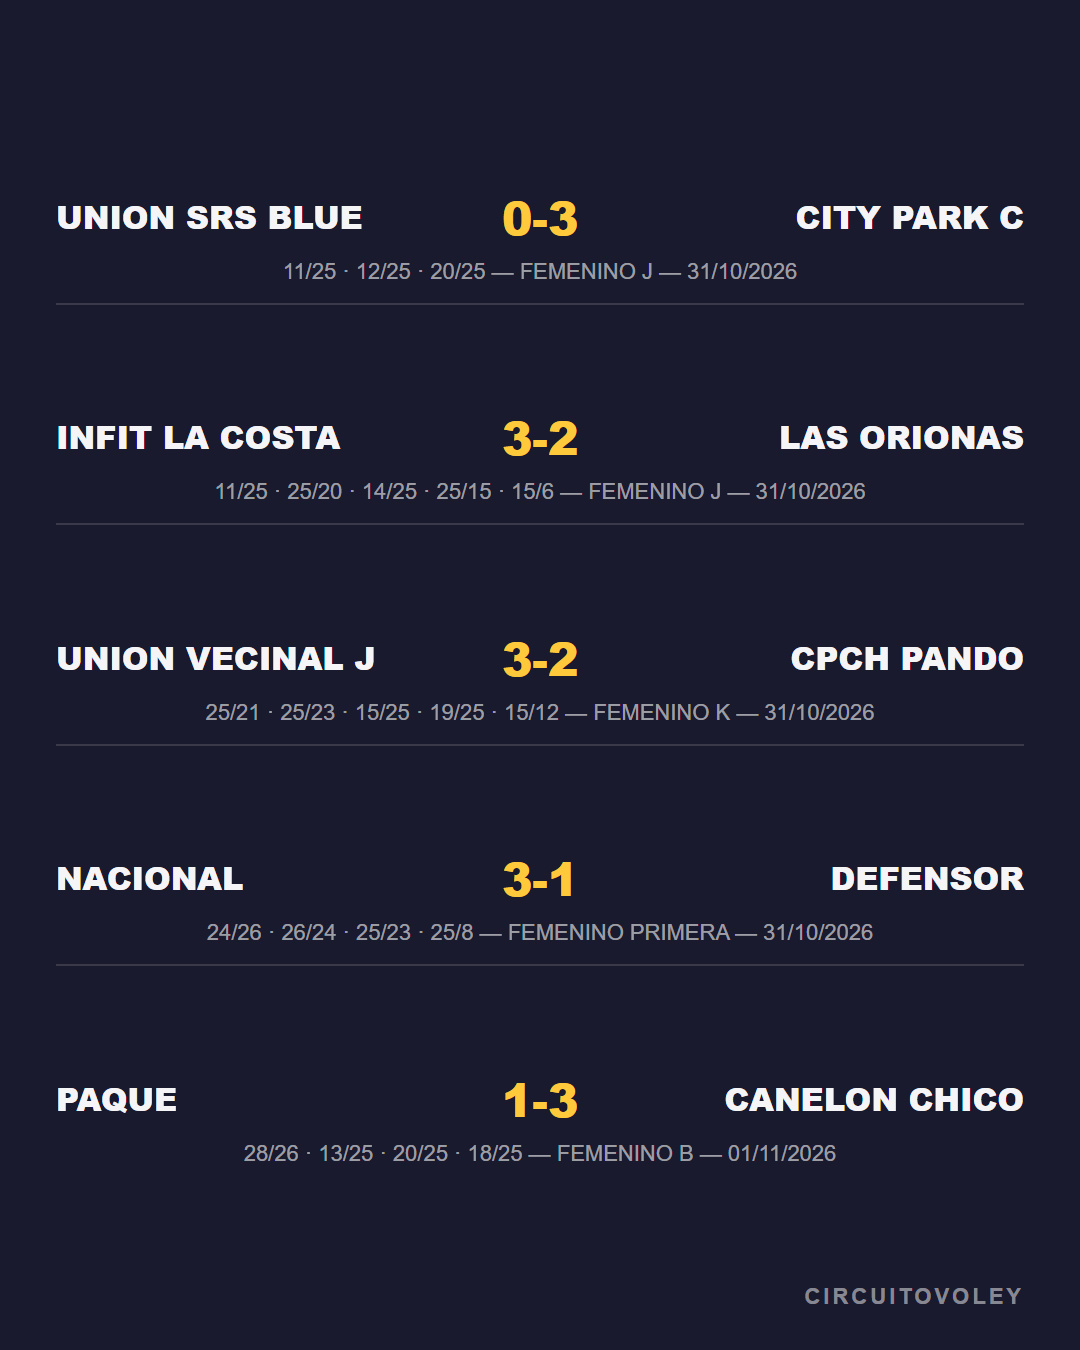 UNION SRS BLUE 0-3 CITY PARK C
11/25 · 12/25 · 20/25 — FEMENINO J — 31/10/2026
INFIT LA COSTA 3-2 LAS ORIONAS
11/25 · 25/20 · 14/25 · 25/15 · 15/6 — FEMENINO J — 31/10/2026
UNION VECINAL J 3-2 CPCH PANDO
25/21 · 25/23 · 15/25 · 19/25 · 15/12 — FEMENINO K — 31/10/2026
NACIONAL 3-1 DEFENSOR
24/26 · 26/24 · 25/23 · 25/8 — FEMENINO PRIMERA — 31/10/2026
PAQUE 1-3 CANELON CHICO
28/26 · 13/25 · 20/25 · 18/25 — FEMENINO B — 01/11/2026
CIRCUITOVOLEY